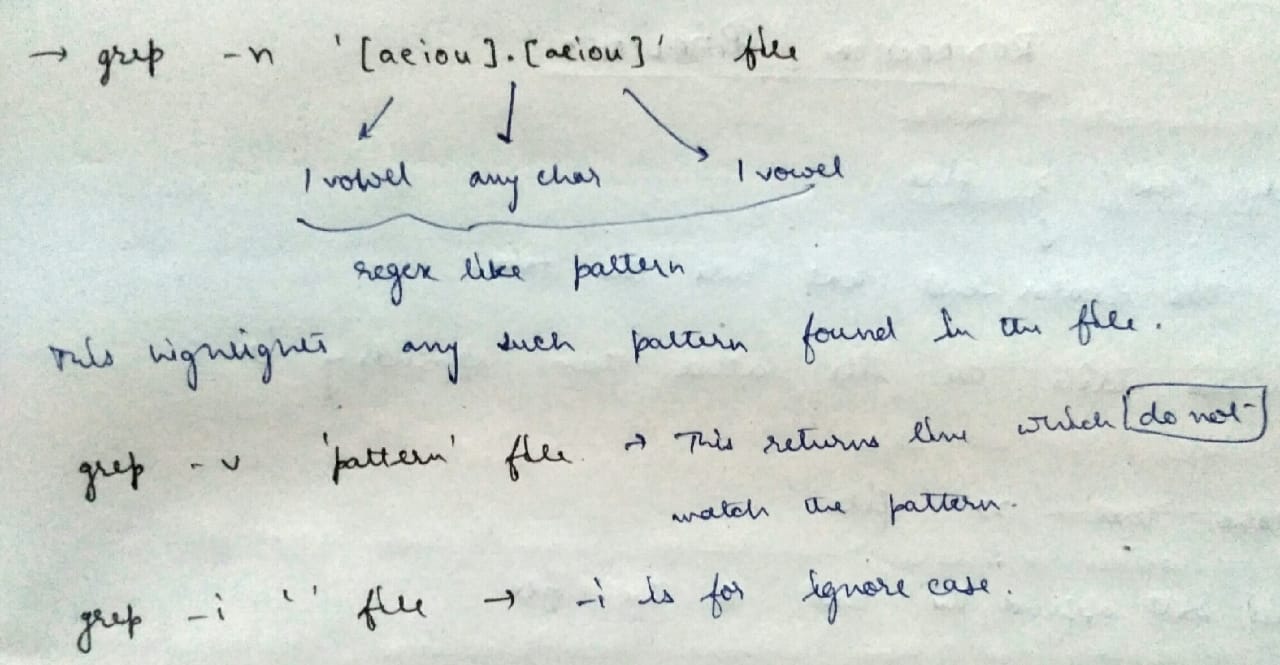 → grep -n '[aeiou].[aeiou]' file
1 vowel any char 1 vowel
regex like pattern
This highlights any such pattern found in the file.
grep -v 'pattern' file → This returns line which do not
match the pattern.
grep -i ' ' file → -i is for ignore case.